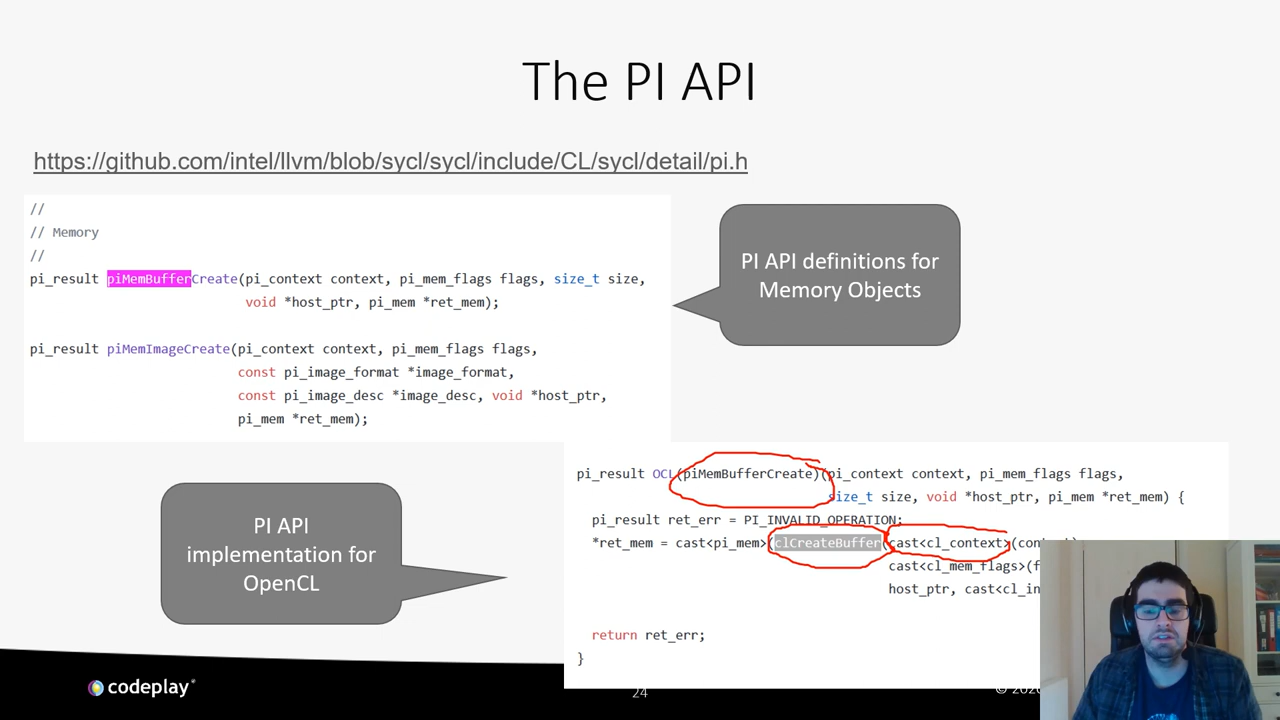 The PI API
https://github.com/intel/llvm/blob/sycl/sycl/include/CL/sycl/detail/pi.h
//
// Memory
//
pi_result piMemBufferCreate(pi_context context, pi_mem_flags flags, size_t size,
void *host_ptr, pi_mem *ret_mem);
pi_result piMemImageCreate(pi_context context, pi_mem_flags flags,
const pi_image_format *image_format,
const pi_image_desc *image_desc, void *host_ptr,
pi_mem *ret_mem);
PI API definitions for
Memory Objects
PI API
implementation for
OpenCL
pi_result OCL(piMemBufferCreate)(pi_context context, pi_mem_flags flags,
size_t size, void *host_ptr, pi_mem *ret_mem) {
pi_result ret_err = PI_INVALID_OPERATION;
*ret_mem = cast<pi_mem>(clCreateBuffer(cast<cl_context>(
cast<cl_mem_flags>(
host_ptr,
return ret_err;
}
codeplay®
24
©